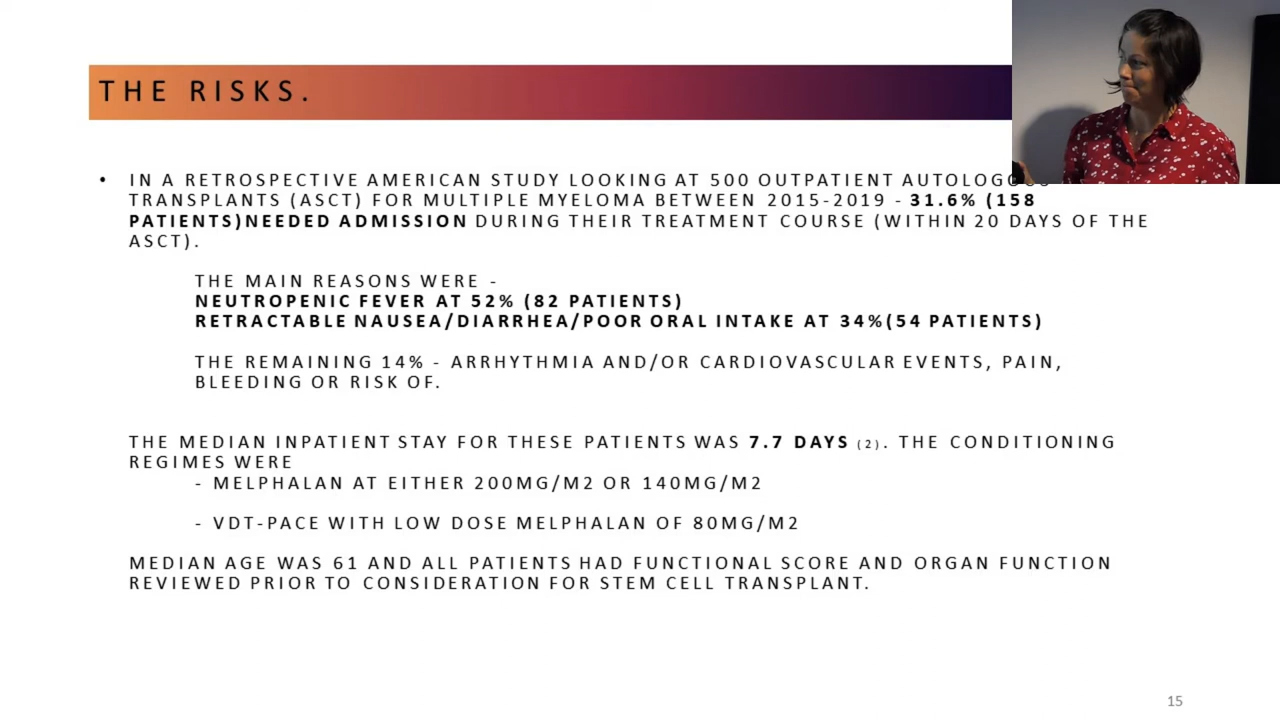 THE RISKS.
• IN A RETROSPECTIVE AMERICAN STUDY LOOKING AT 500 OUTPATIENT AUTOLOGOUS
TRANSPLANTS (ASCT) FOR MULTIPLE MYELOMA BETWEEN 2015-2019 - 31.6% (158
PATIENTS)NEEDED ADMISSION DURING THEIR TREATMENT COURSE (WITHIN 20 DAYS OF THE
ASCT).
THE MAIN REASONS WERE -
NEUTROPENIC FEVER AT 52% (82 PATIENTS)
RETRACTABLE NAUSEA/DIARRHEA/POOR ORAL INTAKE AT 34%(54 PATIENTS)
THE REMAINING 14% - ARRHYTHMIA AND/OR CARDIOVASCULAR EVENTS, PAIN,
BLEEDING OR RISK OF.
THE MEDIAN INPATIENT STAY FOR THESE PATIENTS WAS 7.7 DAYS (2). THE CONDITIONING
REGIMES WERE
- MELPHALAN AT EITHER 200MG/M2 OR 140MG/M2
- VDT-PACE WITH LOW DOSE MELPHALAN OF 80MG/M2
MEDIAN AGE WAS 61 AND ALL PATIENTS HAD FUNCTIONAL SCORE AND ORGAN FUNCTION
REVIEWED PRIOR TO CONSIDERATION FOR STEM CELL TRANSPLANT.
15